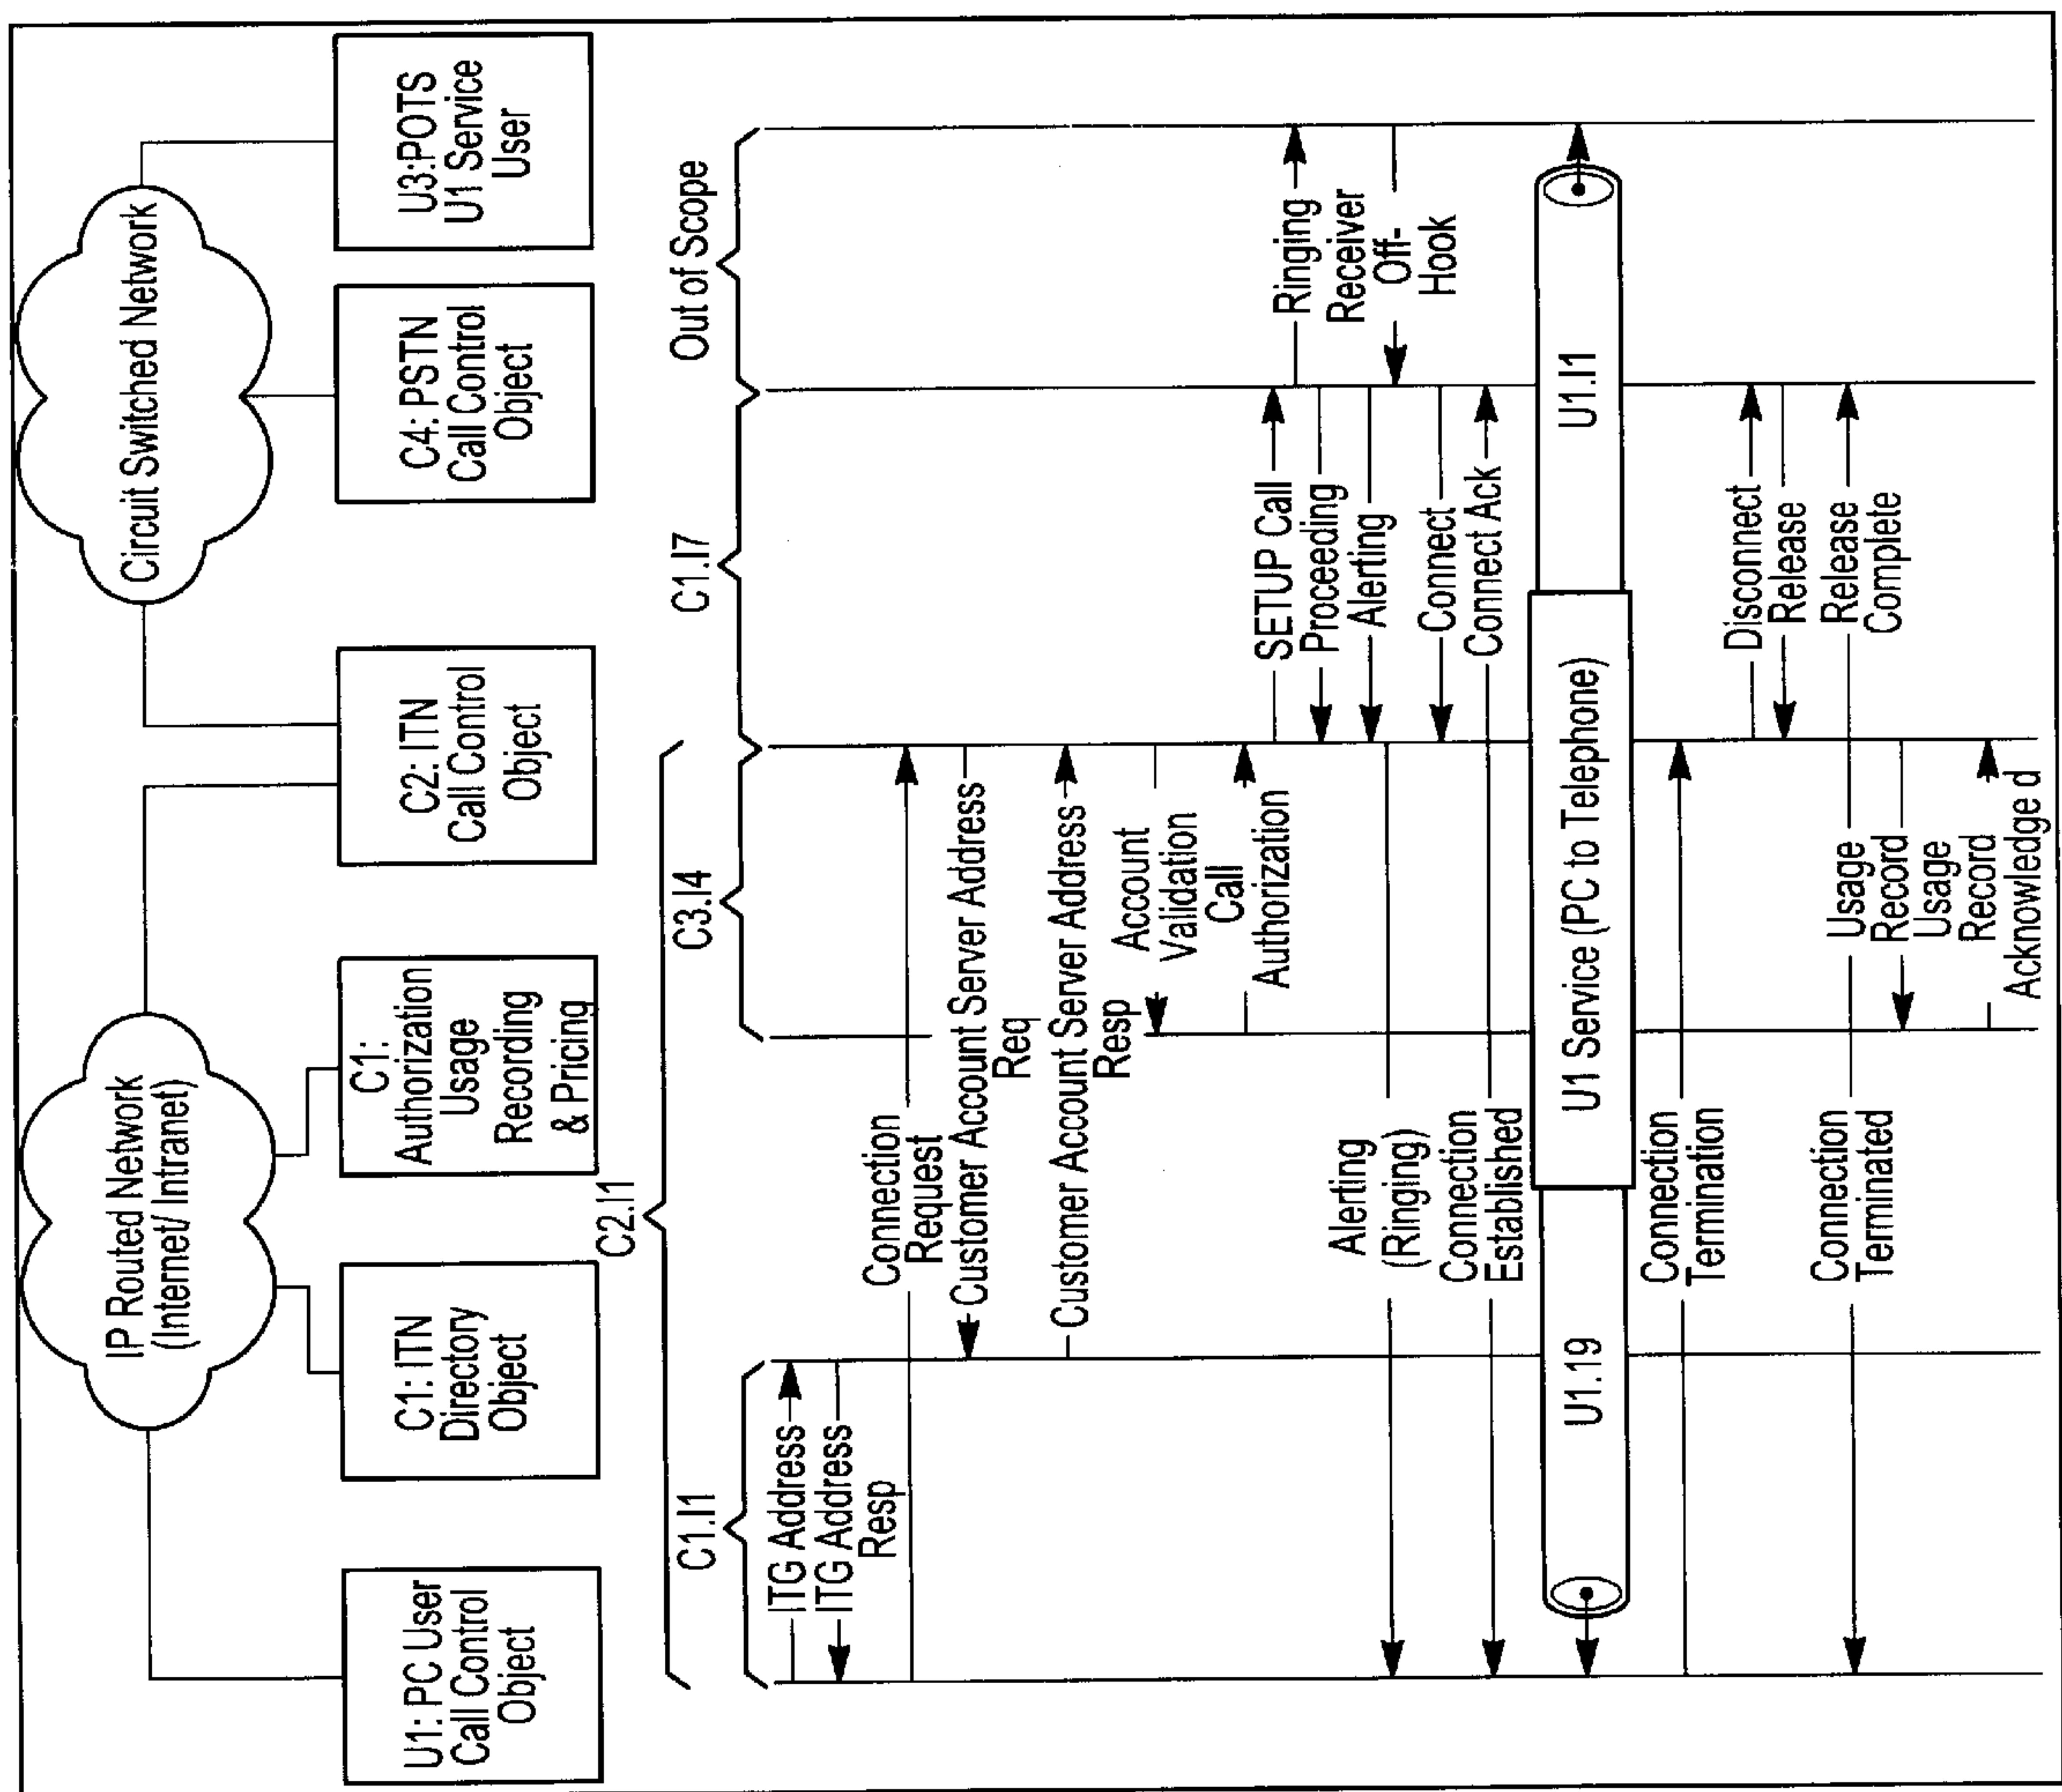 IP Routed Network
(Internet/ Intranet)
Circuit Switched Network
U1: PC User
Call Control
Object
C1: ITN
Directory
Object
C1:
Authorization
Usage
Recording
& Pricing
C2: ITN
Call Control
Object
C4: PSTN
Call Control
Object
U3:POTS
U1 Service
User
C2.I1
C1.I1
C3.I4
C1.I7
Out of Scope
ITG Address
ITG Address
Resp
Connection
Request
Customer Account Server Address
Req
Customer Account Server Address
Resp
Account
Validation
Call
Authorization
SETUP Call
Proceeding
Alerting
Connect
Connect Ack
Ringing
Receiver
Off-
Hook
Alerting
(Ringing)
Connection
Established
U1.19
U1 Service (PC to Telephone)
U1.I1
Connection
Termination
Disconnect
Release
Release
Complete
Connection
Terminated
Usage
Record
Usage
Record
Acknowledge d